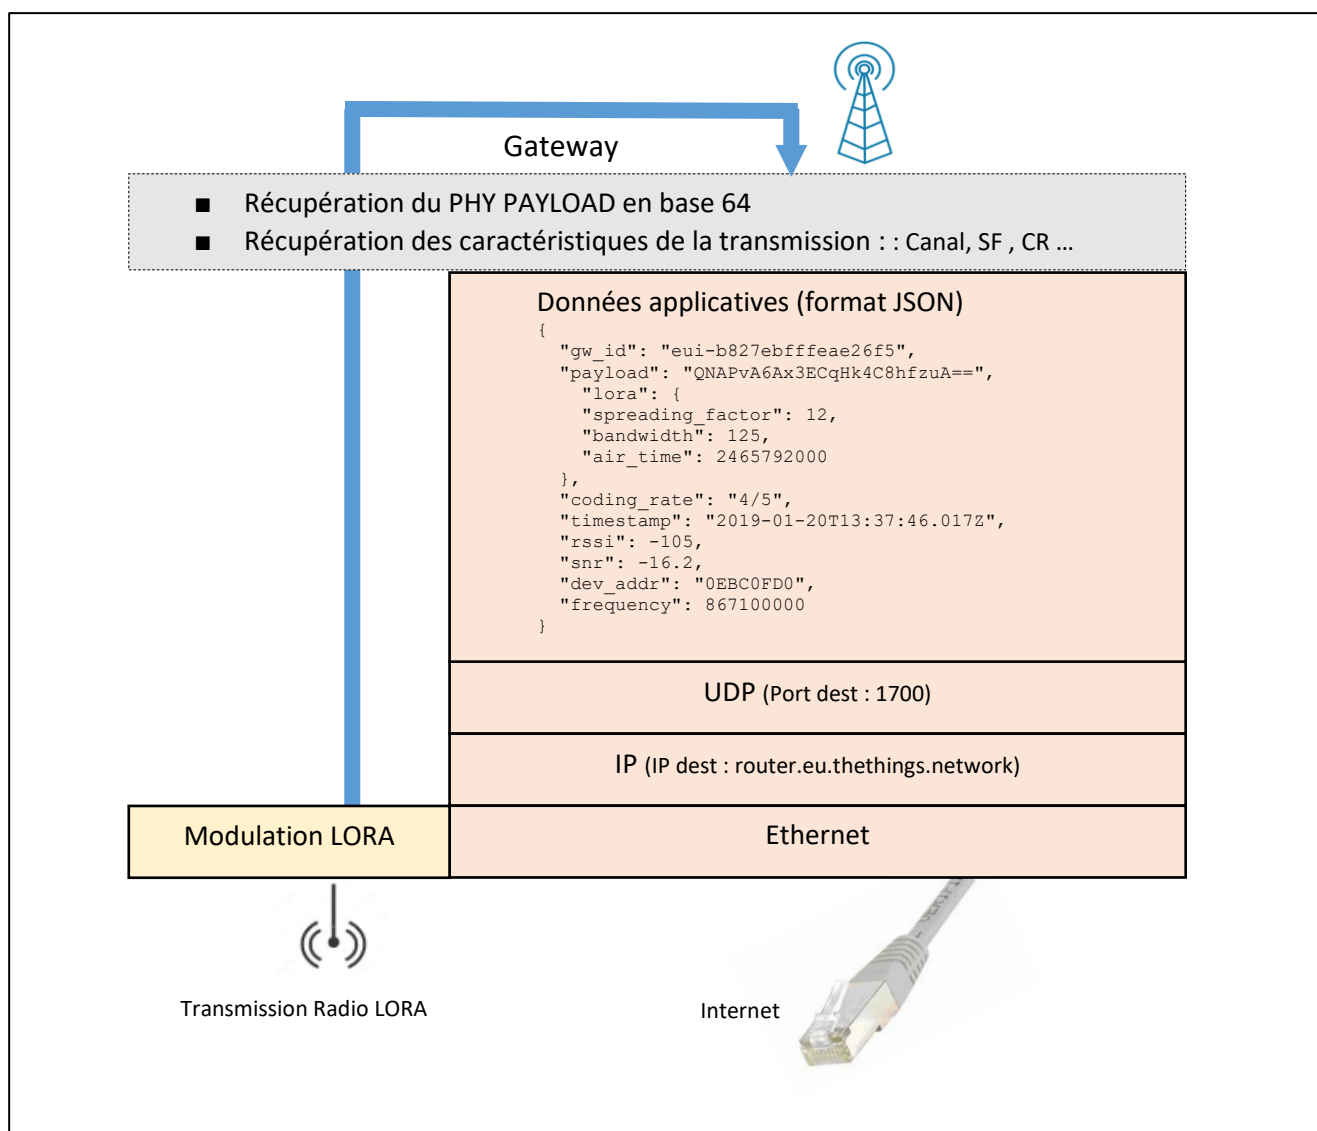 Gateway
■ Récupération du PHY PAYLOAD en base 64
■ Récupération des caractéristiques de la transmission : : Canal, SF , CR ...
Données applicatives (format JSON)
{
"gw_id": "eui-b827ebfffeae26f5",
"payload": "QNAPvA6Ax3ECqHk4C8hfzuA==",
"lora": {
"spreading_factor": 12,
"bandwidth": 125,
"air_time": 2465792000
},
"coding_rate": "4/5",
"timestamp": "2019-01-20T13:37:46.017Z",
"rssi": -105,
"snr": -16.2,
"dev_addr": "0EBC0FD0",
"frequency": 867100000
}
UDP (Port dest : 1700)
IP (IP dest : router.eu.thethings.network)
Modulation LORA
Ethernet
Transmission Radio LORA
Internet